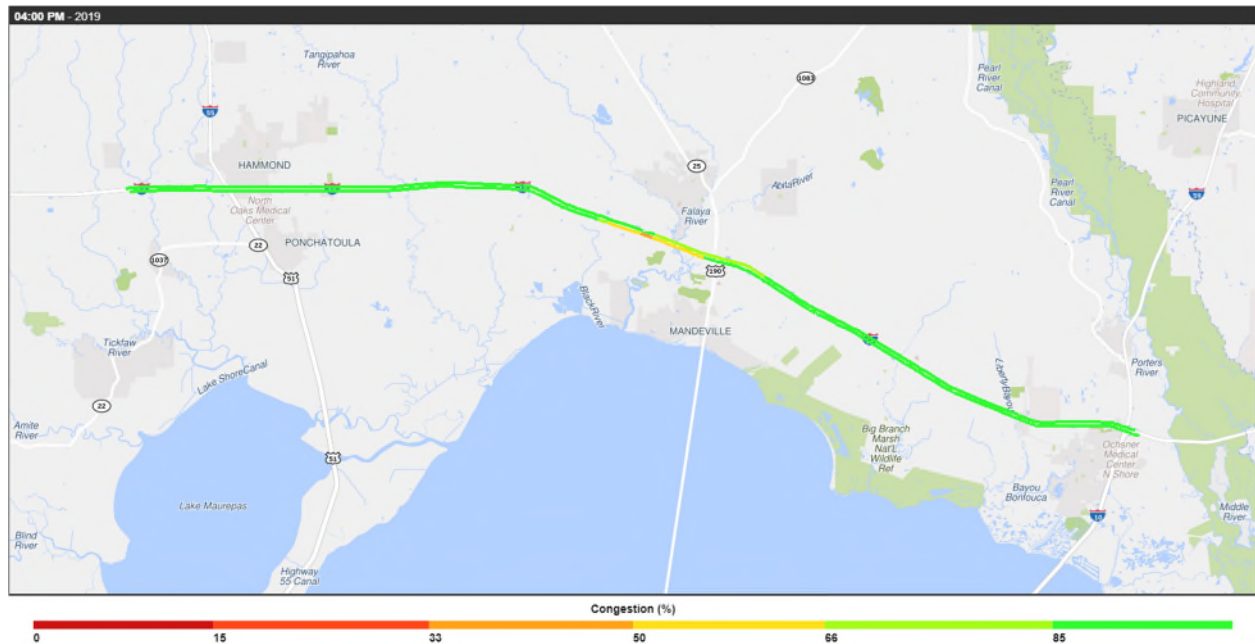 04:00 PM - 2019
Tangipahoa
River
1083
Pearl
River
Canal
Highland
Community
Hospital
PICAYUNE
55
HAMMOND
25
Abita River
Pearl
River
Canal
59
North
Oaks Medical
Center
Falaya
River
22
PONCHATOULA
1037
51
190
Black River
MANDEVILLE
Tickfaw
River
Lake Shore Canal
Liberty Bayou
Porters
River
22
Amite
River
Big Branch
Marsh
Nat'L
Wildlife
Ref
Ochsner
Medical
Center
N Shore
51
Bayou
Bonfouca
Lake Maurepas
10
Middle
River
Blind
River
Highway
55 Canal
Congestion (%)
0 15 33 50 66 85